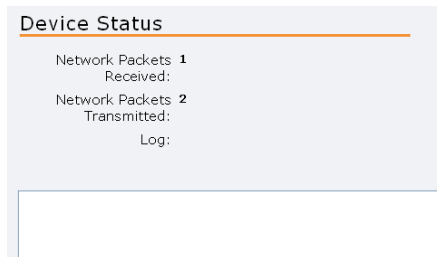 Device Status
Network Packets 1
Received:
Network Packets 2
Transmitted:
Log: